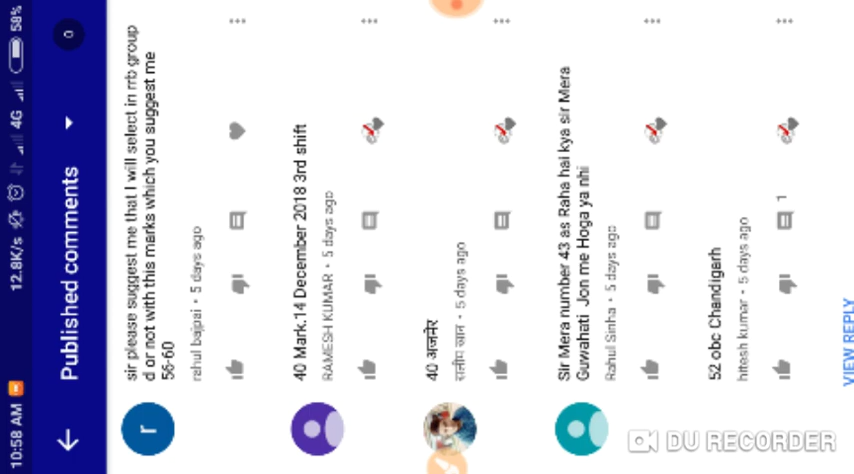 10:58 AM
12.8K/s
4G
58%
Published comments
sir please suggest me that I will select in rrb group
d or not with this marks which you suggest me
56-60
rahul bajpai • 5 days ago
r
40 Mark.14 December 2018 3rd shift
RAMESH KUMAR • 5 days ago
40 अजनेर
सलीम खान • 5 days ago
Sir Mera number 43 as Raha hai kya sir Mera
Guwahati Jon me Hoga ya nhi
Rahul Sinha • 5 days ago
52 obc Chandigarh
hitesh kumar • 5 days ago
1
VIEW REPLY
DU RECORDER